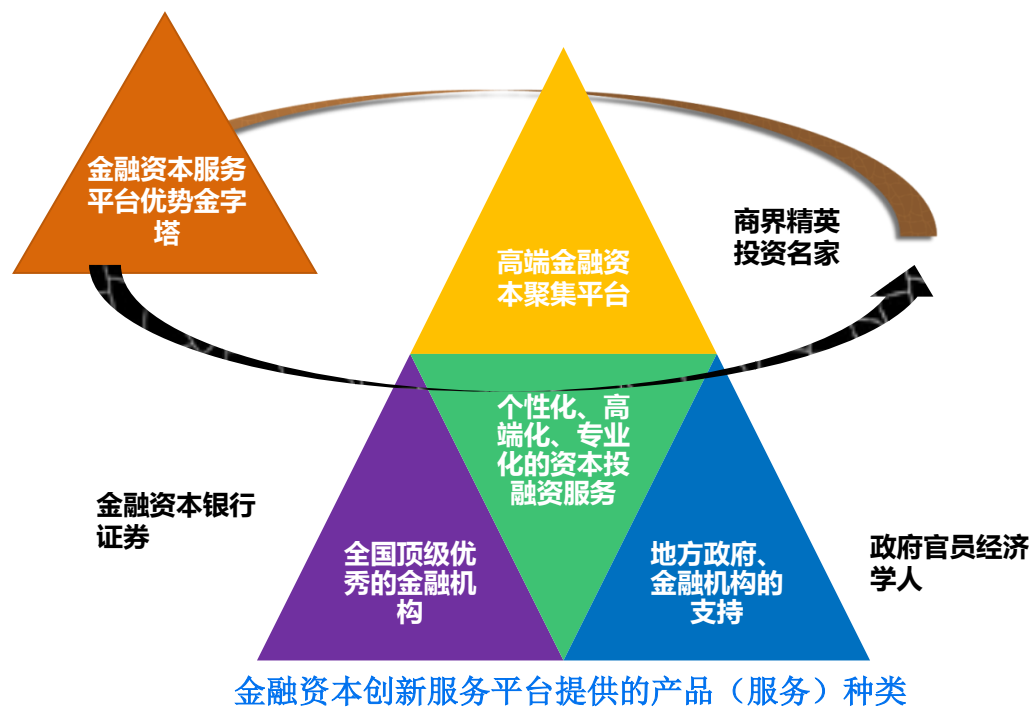 金融资本服务
平台优势金字
塔
高端金融资
本聚集平台
商界精英
投资名家
个性化、高
端化、专业
化的资本投
融资服务
金融资本银行
证券
全国顶级优
秀的金融机
构
地方政府、
金融机构的
支持
政府官员经济
学人
金融资本创新服务平台提供的产品（服务）种类